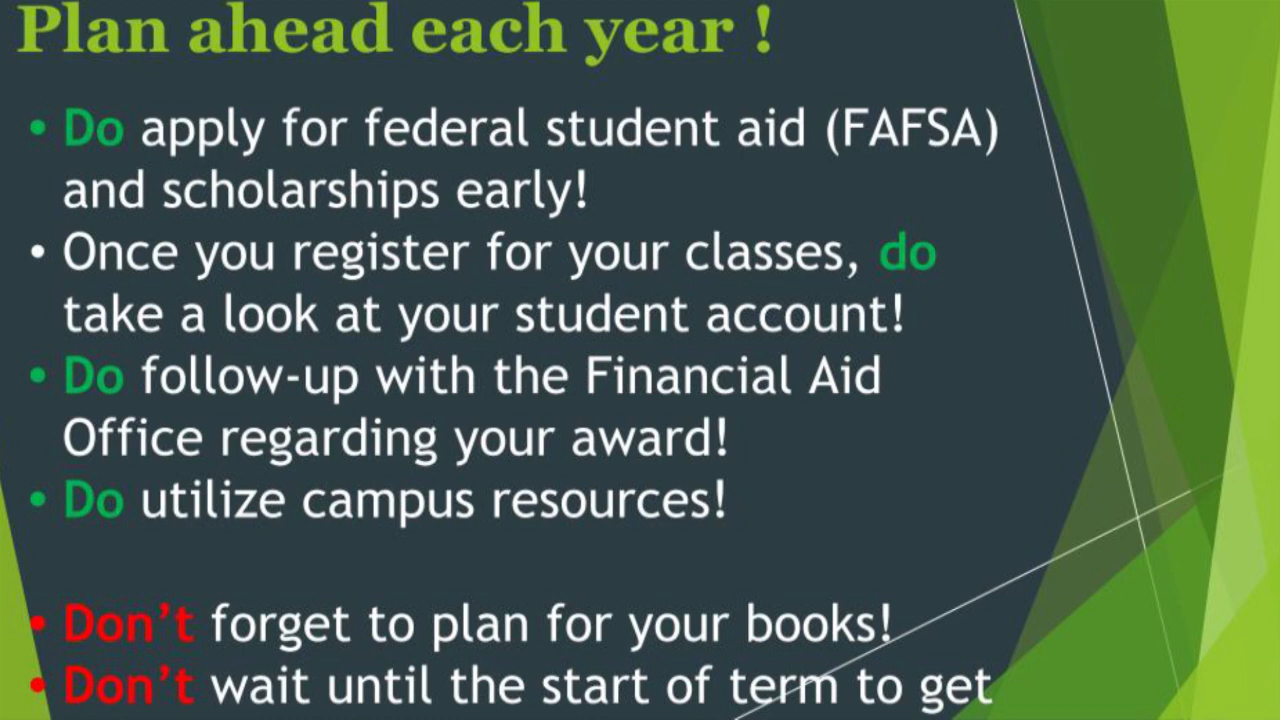 Plan ahead each year !
• Do apply for federal student aid (FAFSA)
and scholarships early!
• Once you register for your classes, do
take a look at your student account!
• Do follow-up with the Financial Aid
Office regarding your award!
• Do utilize campus resources!
• Don’t forget to plan for your books!
• Don’t wait until the start of term to get